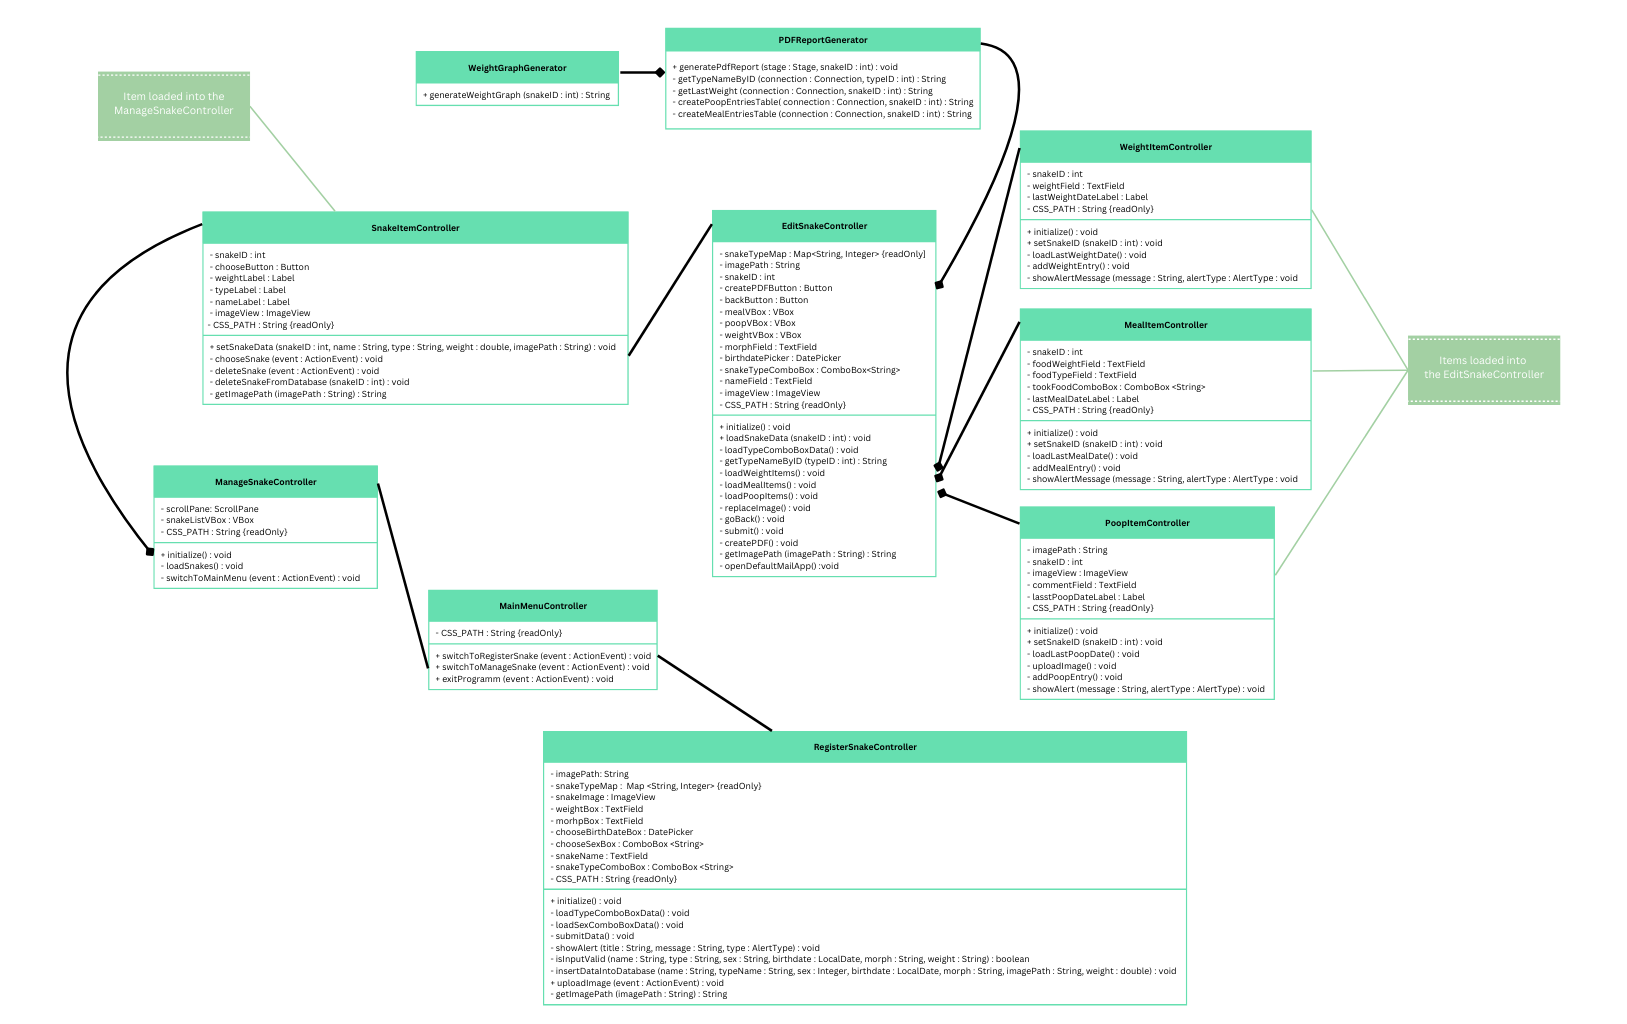 Item loaded into the
ManageSnakeController
WeightGraphGenerator
+ generateWeightGraph (snakeID : int) : String
PDFReportGenerator
+ generatePdfReport (stage : Stage, snakeID : int) : void
- getTypeNameByID (connection : Connection, typeID : int) : String
- getLastWeight (connection : Connection, snakeID : int) : String
- createPoopEntriesTable( connection : Connection, snakeID : int) : String
- createMealEntriesTable (connection : Connection, snakeID : int) : String
WeightItemController
- snakeID : int
- weightField : TextField
- lastWeightDateLabel : Label
- CSS_PATH : String {readOnly}
+ initialize() : void
+ setSnakeID (snakeID : int) : void
- loadLastWeightDate() : void
- addWeightEntry() : void
- showAlertMessage (message : String, alertType : AlertType : void
SnakeItemController
- snakeID : int
- chooseButton : Button
- weightLabel : Label
- typeLabel : Label
- nameLabel : Label
- imageView : ImageView
- CSS_PATH : String {readOnly}
+ setSnakeData (snakeID : int, name : String, type : String, weight : double, imagePath : String) : void
- chooseSnake (event : ActionEvent) : void
- deleteSnake (event : ActionEvent) : void
- deleteSnakeFromDatabase (snakeID : int) : void
- getImagePath (imagePath : String) : String
EditSnakeController
- snakeTypeMap : Map<String, Integer> {readOnly]
- imagePath : String
- snakeID : int
- createPDFButton : Button
- backButton : Button
- mealVBox : VBox
- poopVBox : VBox
- weightVBox : VBox
- morphField : TextField
- birthdatePicker : DatePicker
- snakeTypeComboBox : ComboBox<String>
- nameField : TextField
- imageView : ImageView
- CSS_PATH : String {readOnly}
+ initialize() : void
+ loadSnakeData (snakeID : int) : void
- loadTypeComboBoxData() : void
- getTypeNameByID (typeID : int) : String
- loadWeightItems() : void
- loadMealItems() : void
- loadPoopItems() : void
- replaceImage() : void
- goBack() : void
- submit() : void
- createPDF() : void
- getImagePath (imagePath : String) : String
- openDefaultMailApp() :void
MealItemController
- snakeID : int
- foodWeightField : TextField
- foodTypeField : TextField
- tookFoodComboBox : ComboBox <String>
- lastMealDateLabel : Label
- CSS_PATH : String {readOnly}
+ initialize() : void
+ setSnakeID (snakeID : int) : void
- loadLastMealDate() : void
- addMealEntry() : void
- showAlertMessage (message : String, alertType : AlertType : void
Items loaded into
the EditSnakeController
ManageSnakeController
- scrollPane: ScrollPane
- snakeListVBox : VBox
- CSS_PATH : String {readOnly}
+ initialize() : void
- loadSnakes() : void
- switchToMainMenu (event : ActionEvent) : void
PoopItemController
- imagePath : String
- snakeID : int
- imageView : ImageView
- commentField : TextField
- lasstPoopDateLabel : Label
- CSS_PATH : String {readOnly}
+ initialize() : void
+ setSnakeID (snakeID : int) : void
- loadLastPoopDate() : void
- uploadImage() : void
- addPoopEntry() : void
- showAlert (message : String, alertType : AlertType) : void
MainMenuController
- CSS_PATH : String {readOnly}
+ switchToRegisterSnake (event : ActionEvent) : void
+ switchToManageSnake (event : ActionEvent) : void
+ exitProgramm (event : ActionEvent) : void
RegisterSnakeController
- imagePath: String
- snakeTypeMap : Map <String, Integer> {readOnly}
- snakeImage : ImageView
- weightBox : TextField
- morhpBox : TextField
- chooseBirthDateBox : DatePicker
- chooseSexBox : ComboBox <String>
- snakeName : TextField
- snakeTypeComboBox : ComboBox <String>
- CSS_PATH : String {readOnly}
+ initialize() : void
- loadTypeComboBoxData() : void
- loadSexComboBoxData() : void
- submitData() : void
- showAlert (title : String, message : String, type : AlertType) : void
- isInputValid (name : String, type : String, sex : String, birthdate : LocalDate, morph : String, weight : String) : boolean
- insertDataIntoDatabase (name : String, typeName : String, sex : Integer, birthdate : LocalDate, morph : String, imagePath : String, weight : double) : void
+ uploadImage (event : ActionEvent) : void
- getImagePath (imagePath : String) : String